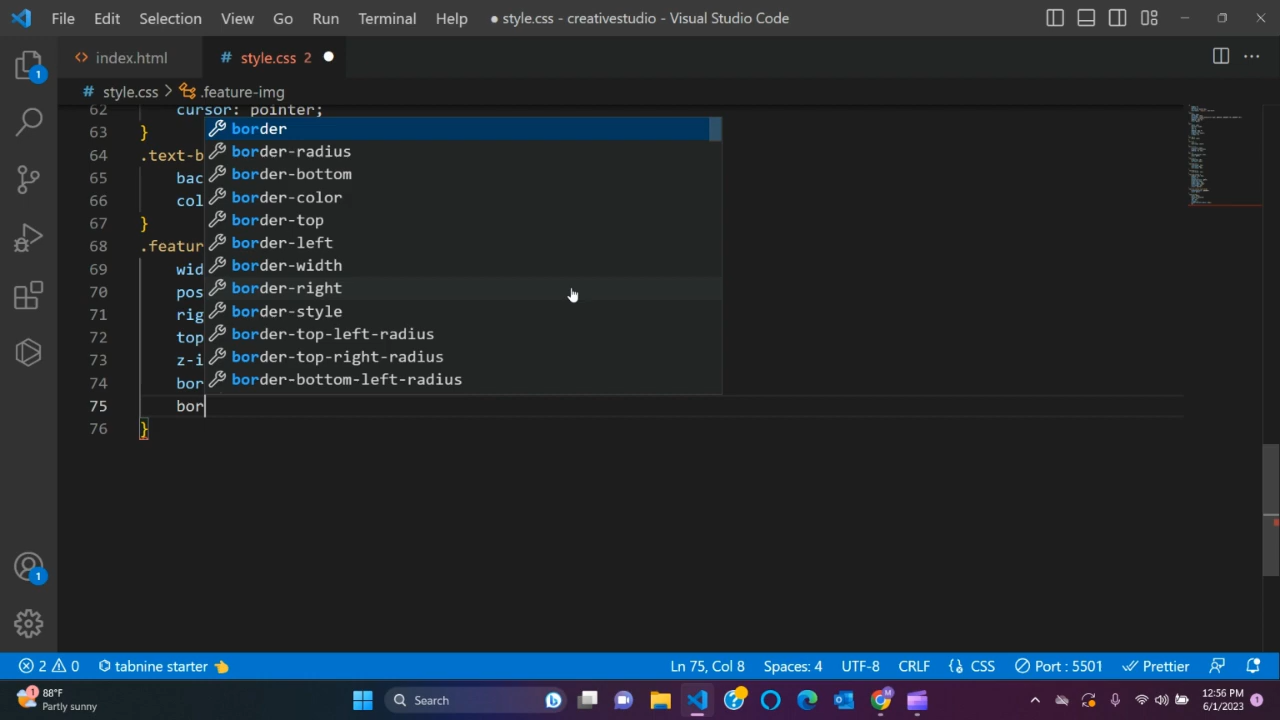 File Edit Selection View Go Run Terminal Help ● style.css - creativestudio - Visual Studio Code
<> index.html # style.css 2 ●
# style.css > .feature-img
1
62 cursor: pointer;
63 }
64 .text-b
65 bac
66 col
67 }
68 .featur
69 wid
70 pos
71 rig
72 top
73 z-i
74 bor
75 bor
76 }
border
border-radius
border-bottom
border-color
border-top
border-left
border-width
border-right
border-style
border-top-left-radius
border-top-right-radius
border-bottom-left-radius
1
2 0 tabnine starter Ln 75, Col 8 Spaces: 4 UTF-8 CRLF CSS Port : 5501 Prettier
1 88°F
Partly sunny
Search
M
12:56 PM
6/1/2023
1